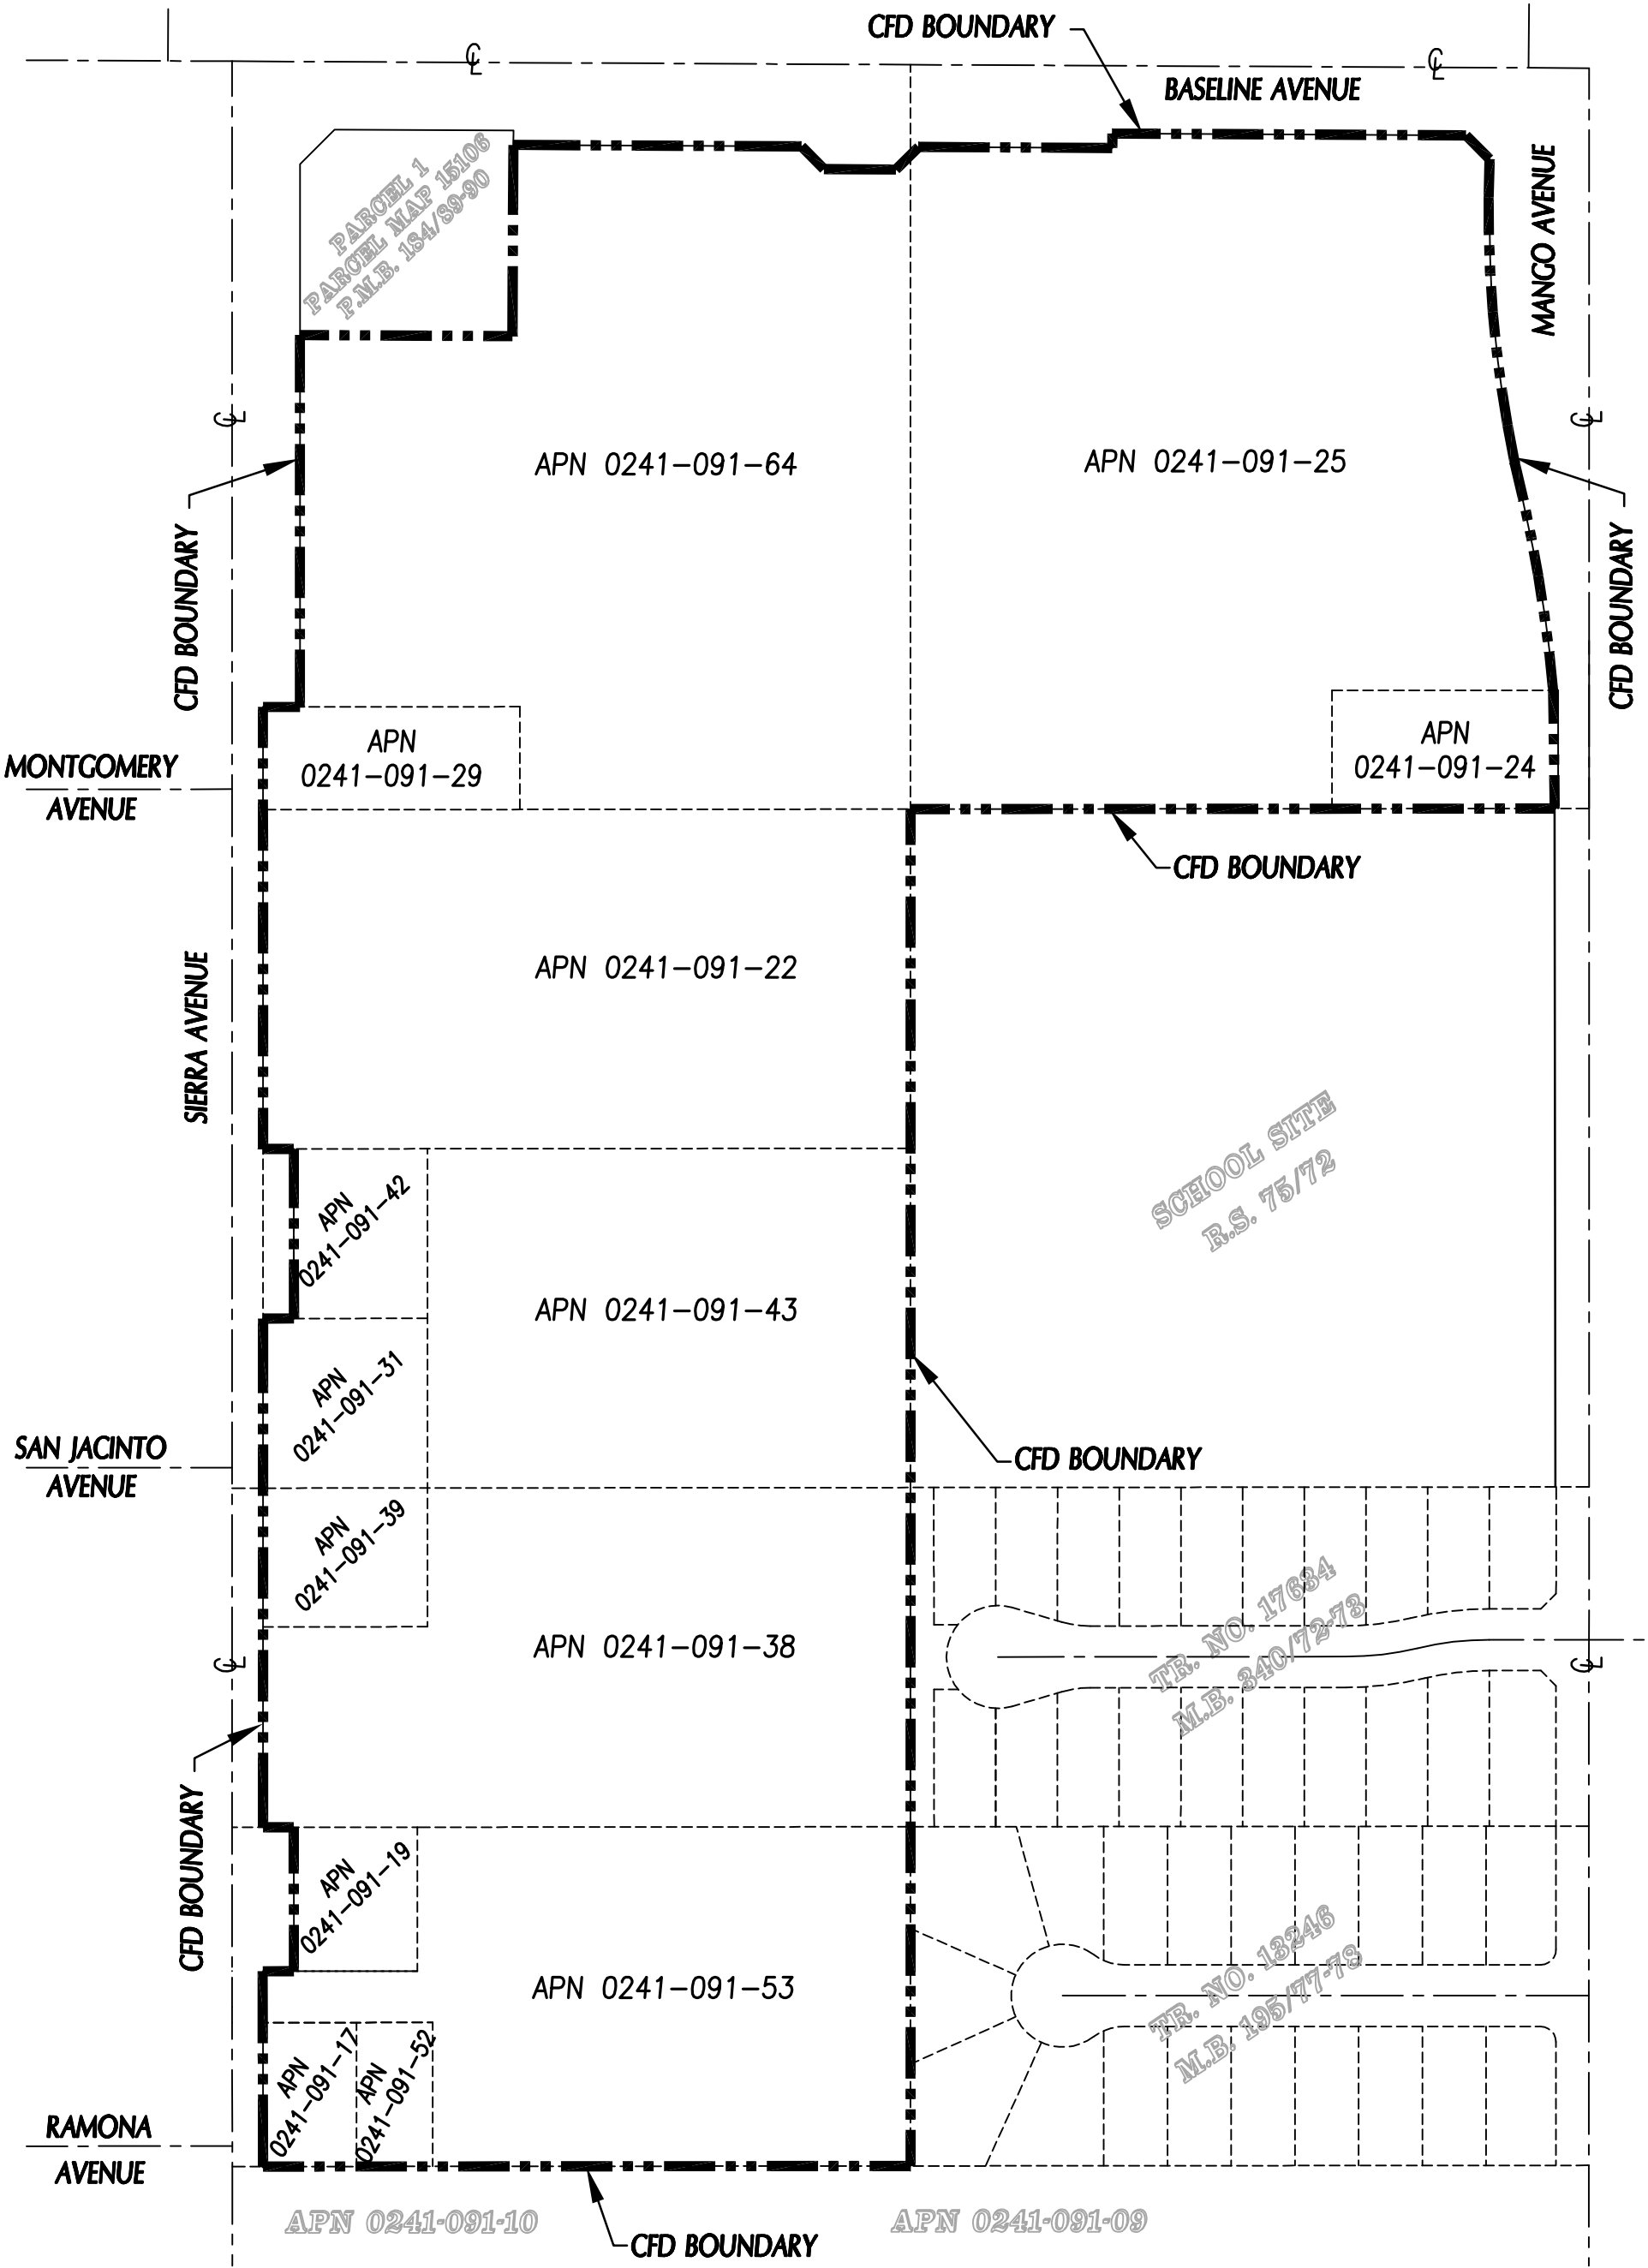 CFD BOUNDARY
BASELINE AVENUE
PARCEL 1
PARCEL MAP 15106
P.M.B. 184/89-90
MANGO AVENUE
APN 0241-091-64
APN 0241-091-25
CFD BOUNDARY
CFD BOUNDARY
MONTGOMERY
AVENUE
APN
0241-091-29
APN
0241-091-24
CFD BOUNDARY
SIERRA AVENUE
APN 0241-091-22
APN
0241-091-42
SCHOOL SITE
R.S. 75/72
APN 0241-091-43
APN
0241-091-31
SAN JACINTO
AVENUE
CFD BOUNDARY
APN
0241-091-39
APN 0241-091-38
TR. NO. 17684
M.B. 340/72-73
CFD BOUNDARY
APN
0241-091-19
APN 0241-091-53
TR. NO. 13246
M.B. 195/77-78
APN
0241-091-17
APN
0241-091-52
RAMONA
AVENUE
APN 0241-091-10
APN 0241-091-09
CFD BOUNDARY